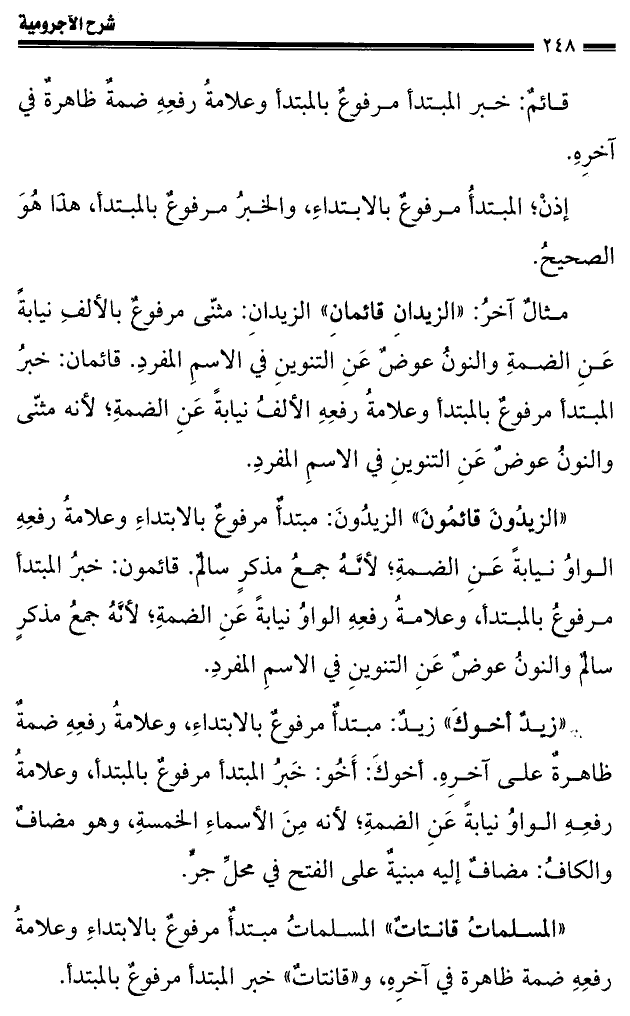 شرح الآجرومية
٢٤٨
قائمٌ: خبر المبتدأ مرفوعٌ بالمبتدأ وعلامةُ رفعِهِ ضمةٌ ظاهرةٌ في
آخرِهِ.
إذنْ؛ المبتدأُ مرفوعٌ بالابتداءِ، والخبرُ مرفوعٌ بالمبتدأ، هذَا هُوَ
الصحيحُ.
مثالٌ آخرُ: «الزيدانِ قائمانِ» الزيدانِ: مثنّى مرفوعٌ بالألفِ نيابةً
عَنِ الضمةِ والنونُ عوضٌ عَنِ التنوينِ في الاسمِ المفردِ. قائمان: خبرُ
المبتدأ مرفوعٌ بالمبتدأ وعلامةُ رفعِهِ الألفُ نيابةً عَنِ الضمةِ؛ لأنه مثنّى
والنونُ عوضٌ عَنِ التنوينِ في الاسمِ المفردِ.
«الزيدُونَ قائمُونَ» الزيدُونَ: مبتدأٌ مرفوعٌ بالابتداءِ وعلامةُ رفعِهِ
الواوُ نيابةً عَنِ الضمةِ؛ لأنَّهُ جمعُ مذكرٍ سالمٌ. قائمون: خبرُ المبتدأ
مرفوعُ بالمبتدأ، وعلامةُ رفعِهِ الواوُ نيابةً عَنِ الضمةِ؛ لأنَّهُ جمعُ مذكرٍ
سالمٌ والنونُ عوضٌ عَنِ التنوينِ في الاسمِ المفردِ.
«زيدٌ أخوكَ» زيدٌ: مبتدأٌ مرفوعٌ بالابتداءِ، وعلامةُ رفعِهِ ضمةٌ
ظاهرةٌ على آخرِهِ. أخوكَ: أَخُو: خَبَرُ المبتدأ مرفوعٌ بالمبتدأ، وعلامةُ
رفعِهِ الواوُ نيابةً عَنِ الضمةِ؛ لأنه مِنَ الأسماءِ الخمسةِ، وهو مضافٌ
والكافُ: مضافٌ إليه مبنيةٌ على الفتح في محلِّ جرٍّ.
«المسلماتُ قانتاتٌ» المسلماتُ مبتدأٌ مرفوعٌ بالابتداءِ وعلامةُ
رفعِهِ ضمة ظاهرة في آخرِهِ، و«قانتاتٌ» خبر المبتدأ مرفوعٌ بالمبتدأ.